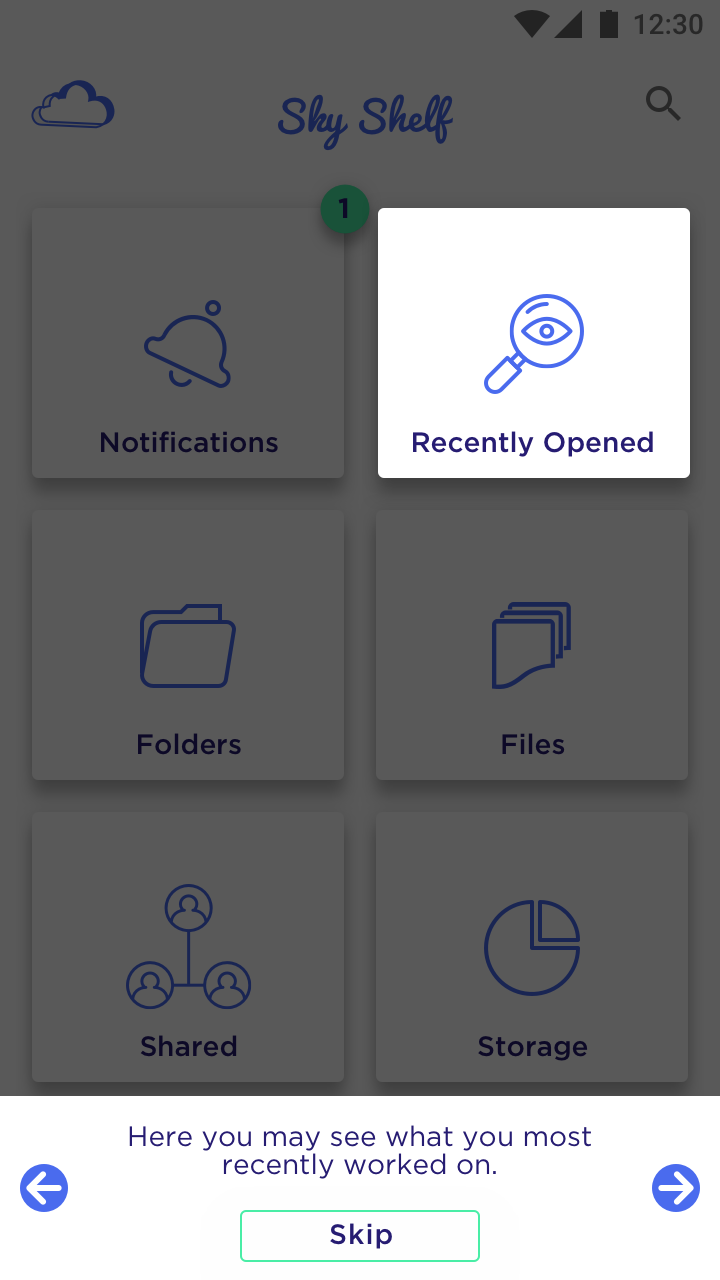 12:30
Sky Shelf
1
Notifications
Recently Opened
Folders
Files
Shared
Storage
Here you may see what you most
recently worked on.
Skip